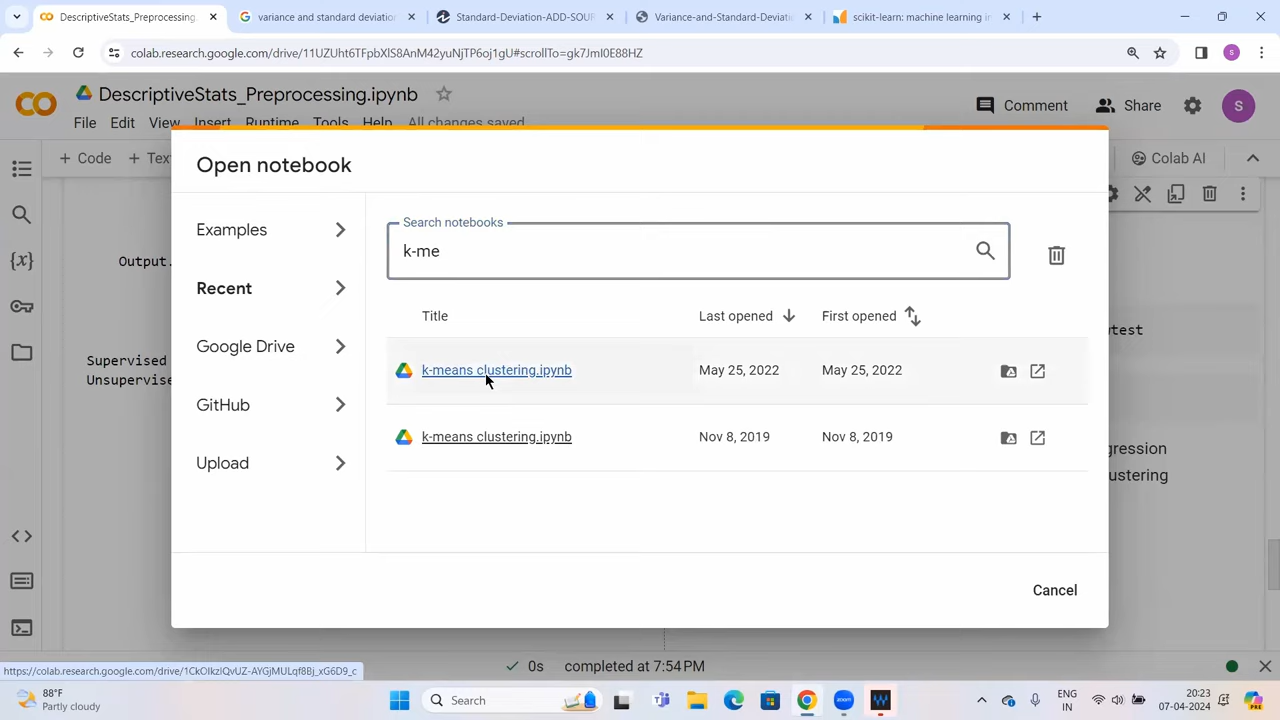 DescriptiveStats_Preprocessing.
variance and standard deviatio
Standard-Deviation-ADD-SOUR
Variance-and-Standard-Deviati
scikit-learn: machine learning in
colab.research.google.com/drive/11UZUht6TFpbXlS8AnM42yuNjTP6oj1gU#scrollTo=gk7Jml0E88HZ
S
DescriptiveStats_Preprocessing.ipynb
Comment
Share
S
File Edit View Insert Runtime Tools Help All changes saved
+ Code + Tex
Colab AI
Open notebook
Examples
Recent
Google Drive
GitHub
Upload
Search notebooks
k-me
Title Last opened First opened
k-means clustering.ipynb May 25, 2022 May 25, 2022
k-means clustering.ipynb Nov 8, 2019 Nov 8, 2019
Cancel
Output.
Supervised
Unsupervise
test
gression
ustering
https://colab.research.google.com/drive/1CkOlkziQvUZ-AYGjMULqf8Bj_xG6D9_c
0s completed at 7:54 PM
88°F
Partly cloudy
Search
ENG
IN
20:23
07-04-2024